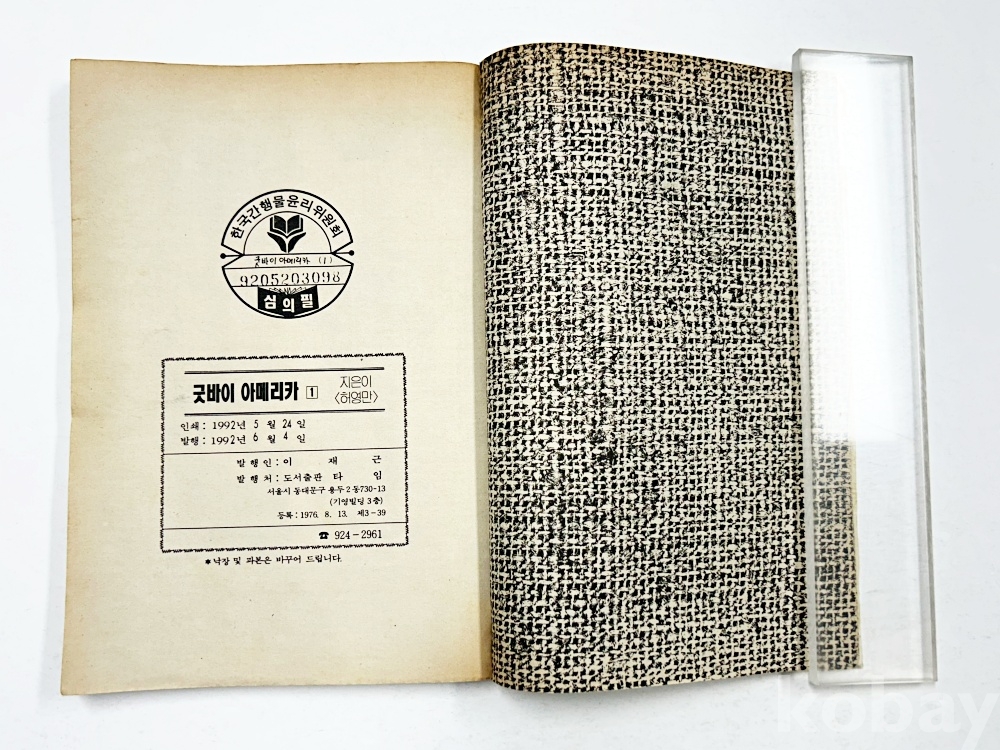 한국간행물윤리위원회
굿바이 아메리카 (1)
9205203098
심의필
굿바이 아메리카 1 지은이 〈허영만〉
인쇄 : 1992년 5 월 24 일
발행 : 1992년 6 월 4 일
발 행 인 : 이 재 근
발 행 처 : 도서출판 타 임
서울시 동대문구 용두2동730-13
(기영빌딩 3층)
등록 : 1976. 8. 13. 제3-39
☎ 924-2961
*낙장 및 파본은 바꾸어 드립니다.
kobay